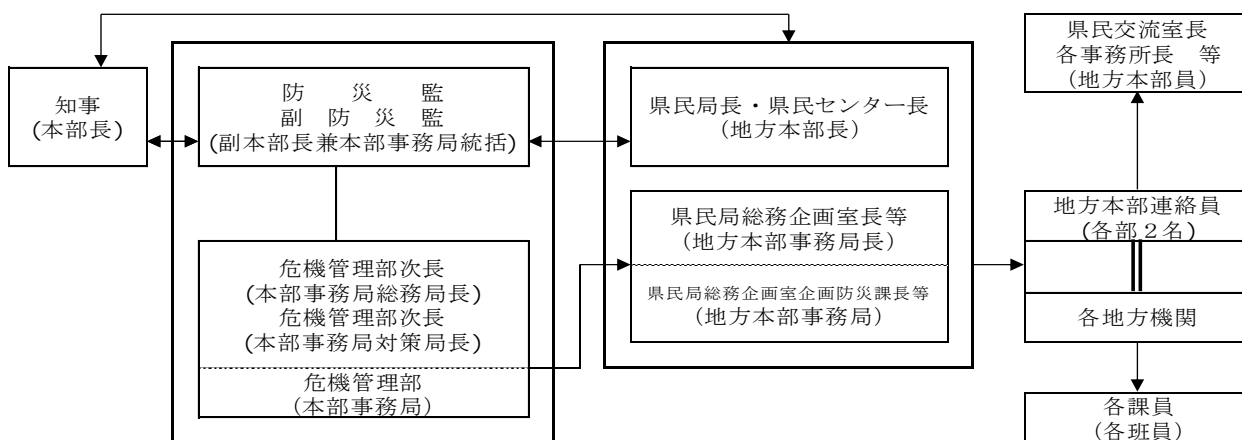 知事
(本部長)
防　災　監
副　防　災　監
(副本部長兼本部事務局統括)
危機管理部次長
(本部事務局総務局長)
危機管理部次長
(本部事務局対策局長)
危機管理部
(本部事務局)
県民局長・県民センター長
(地方本部長)
県民局総務企画室長等
(地方本部事務局長)
県民局総務企画室企画防災課長等
(地方本部事務局)
県民交流室長
各事務所長　等
(地方本部員)
地方本部連絡員
(各部２名)
各地方機関
各課員
(各班員)